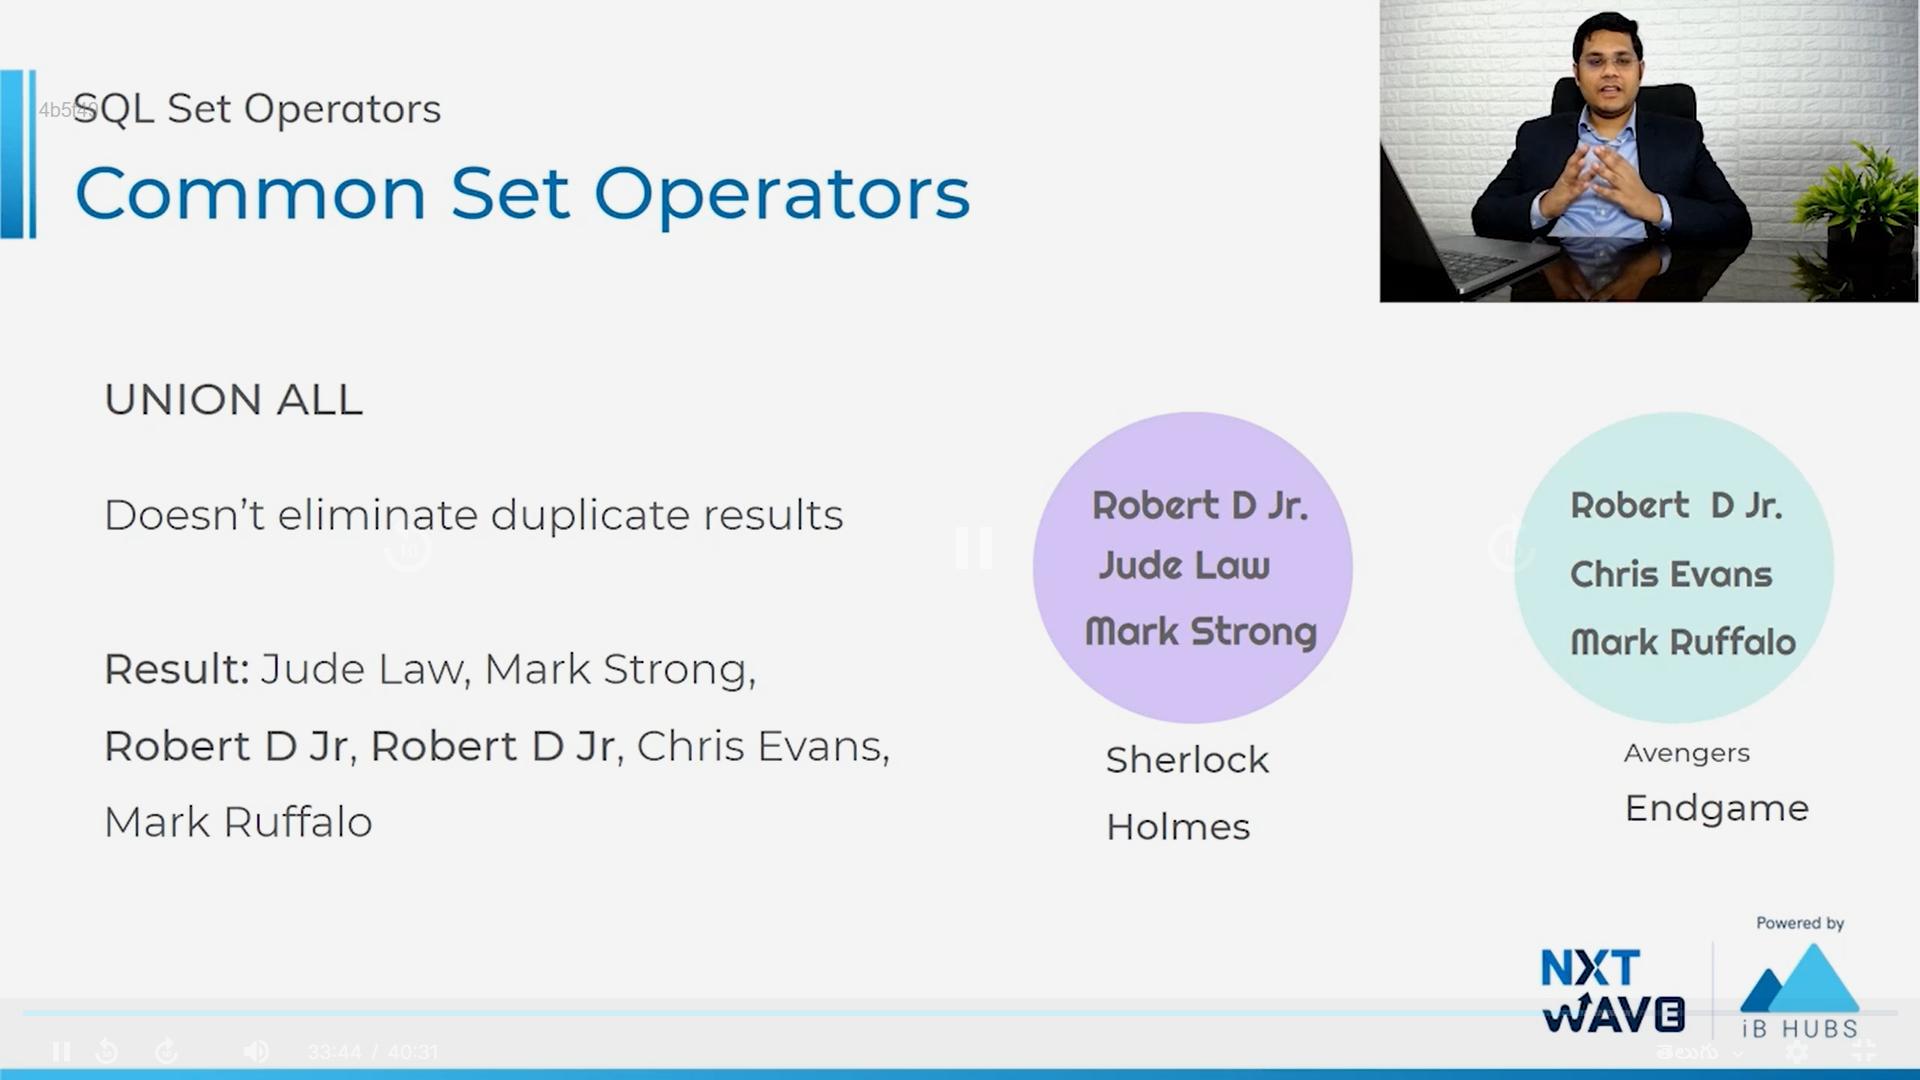 SQL Set Operators
Common Set Operators
UNION ALL
Doesn't eliminate duplicate results
Result: Jude Law, Mark Strong,
Robert D Jr, Robert D Jr, Chris Evans,
Mark Ruffalo
Robert D Jr.
Jude Law
Mark Strong
Sherlock
Holmes
Robert D Jr.
Chris Evans
Mark Ruffalo
Avengers
Endgame
Powered by
NXT
WAVE
iB HUBS
33:44 / 40:31
తెలుగు